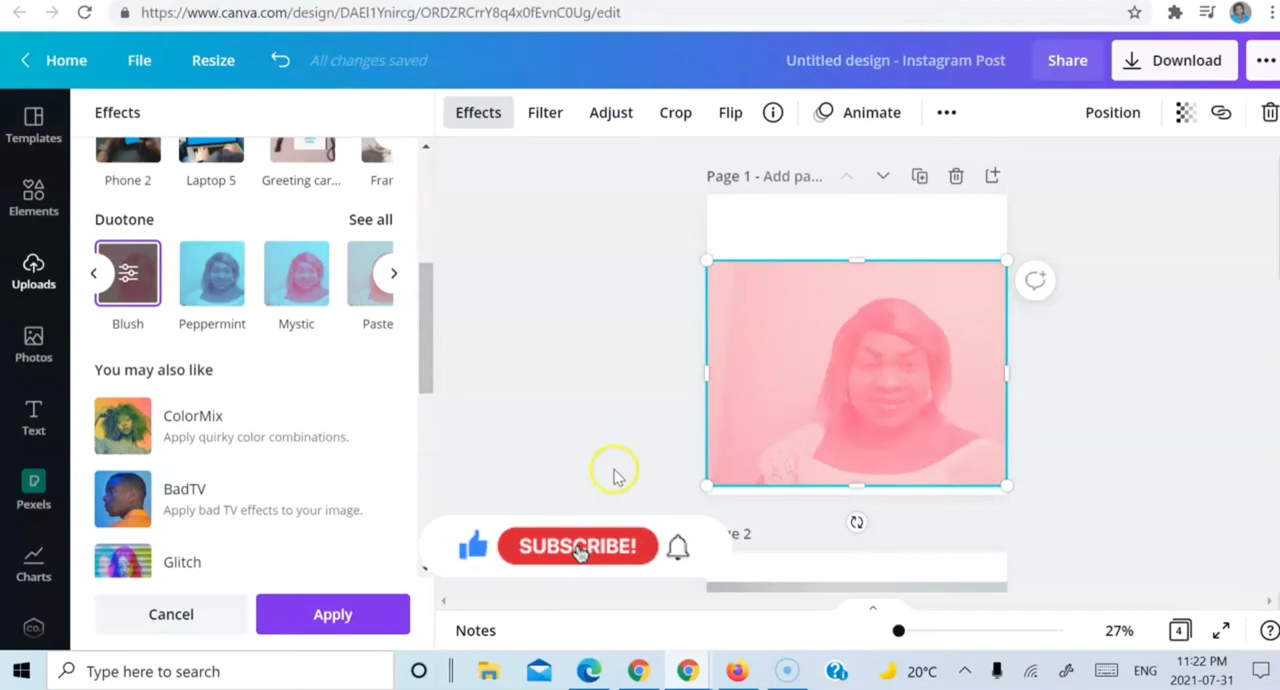 https://www.canva.com/design/DAEl1Ynircg/ORDZRCrrY8q4x0fEvnC0Ug/edit
Home File Resize All changes saved Untitled design - Instagram Post Share Download
Effects Effects Filter Adjust Crop Flip Animate Position
Templates
Elements
Uploads
Photos
Text
Pexels
Charts
CO.
Phone 2 Laptop 5 Greeting car... Fran
Duotone See all
Blush Peppermint Mystic Paste
You may also like
ColorMix
Apply quirky color combinations.
BadTV
Apply bad TV effects to your image.
Glitch
Cancel Apply
Page 1 - Add pa...
ge 2
SUBSCRIBE!
Notes 27% 4
Type here to search 20°C ENG 11:22 PM
2021-07-31